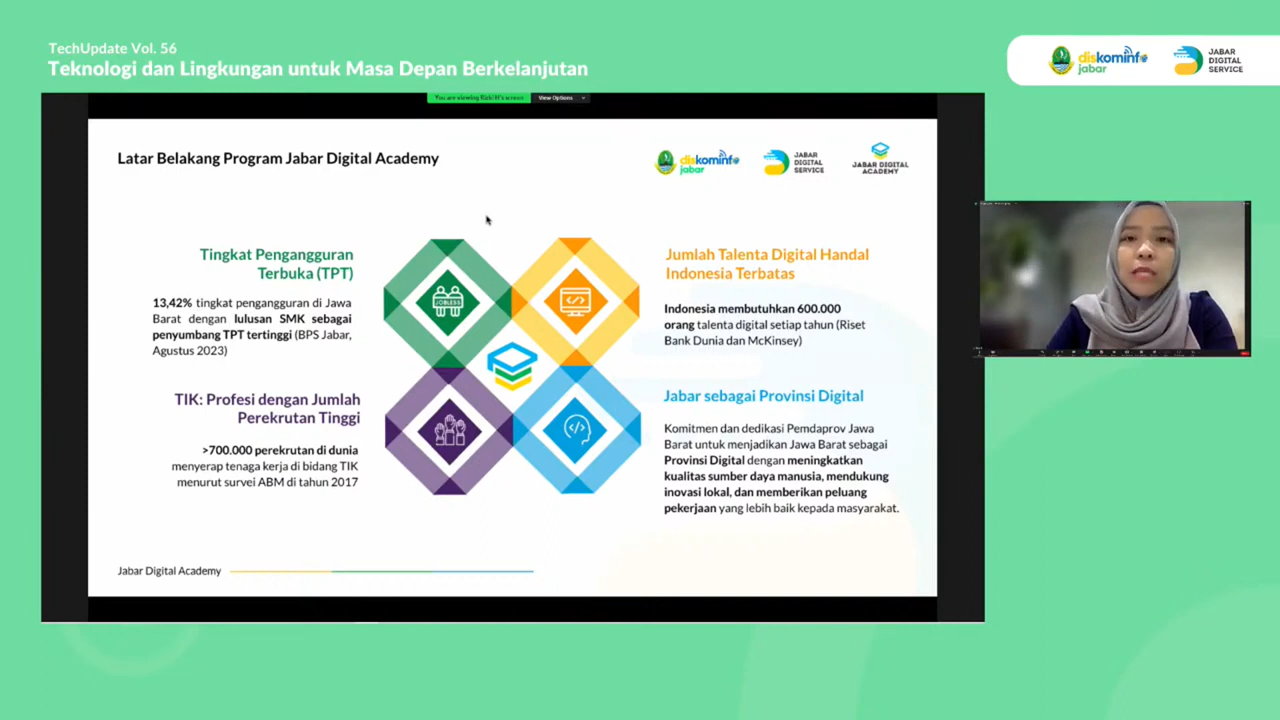 TechUpdate Vol. 56
Teknologi dan Lingkungan untuk Masa Depan Berkelanjutan
diskominfo
jabar
JABAR
DIGITAL
SERVICE
You are viewing Rizki H's screen
View Options
Latar Belakang Program Jabar Digital Academy
diskominfo
jabar
JABAR
DIGITAL
SERVICE
JABAR DIGITAL
ACADEMY
Tingkat Pengangguran
Terbuka (TPT)
13,42% tingkat pengangguran di Jawa
Barat dengan lulusan SMK sebagai
penyumbang TPT tertinggi (BPS Jabar,
Agustus 2023)
JOBLESS
Jumlah Talenta Digital Handal
Indonesia Terbatas
Indonesia membutuhkan 600.000
orang talenta digital setiap tahun (Riset
Bank Dunia dan McKinsey)
TIK: Profesi dengan Jumlah
Perekrutan Tinggi
>700.000 perekrutan di dunia
menyerap tenaga kerja di bidang TIK
menurut survei ABM di tahun 2017
Jabar sebagai Provinsi Digital
Komitmen dan dedikasi Pemdaprov Jawa
Barat untuk menjadikan Jawa Barat sebagai
Provinsi Digital dengan meningkatkan
kualitas sumber daya manusia, mendukung
inovasi lokal, dan memberikan peluang
pekerjaan yang lebih baik kepada masyarakat.
Jabar Digital Academy